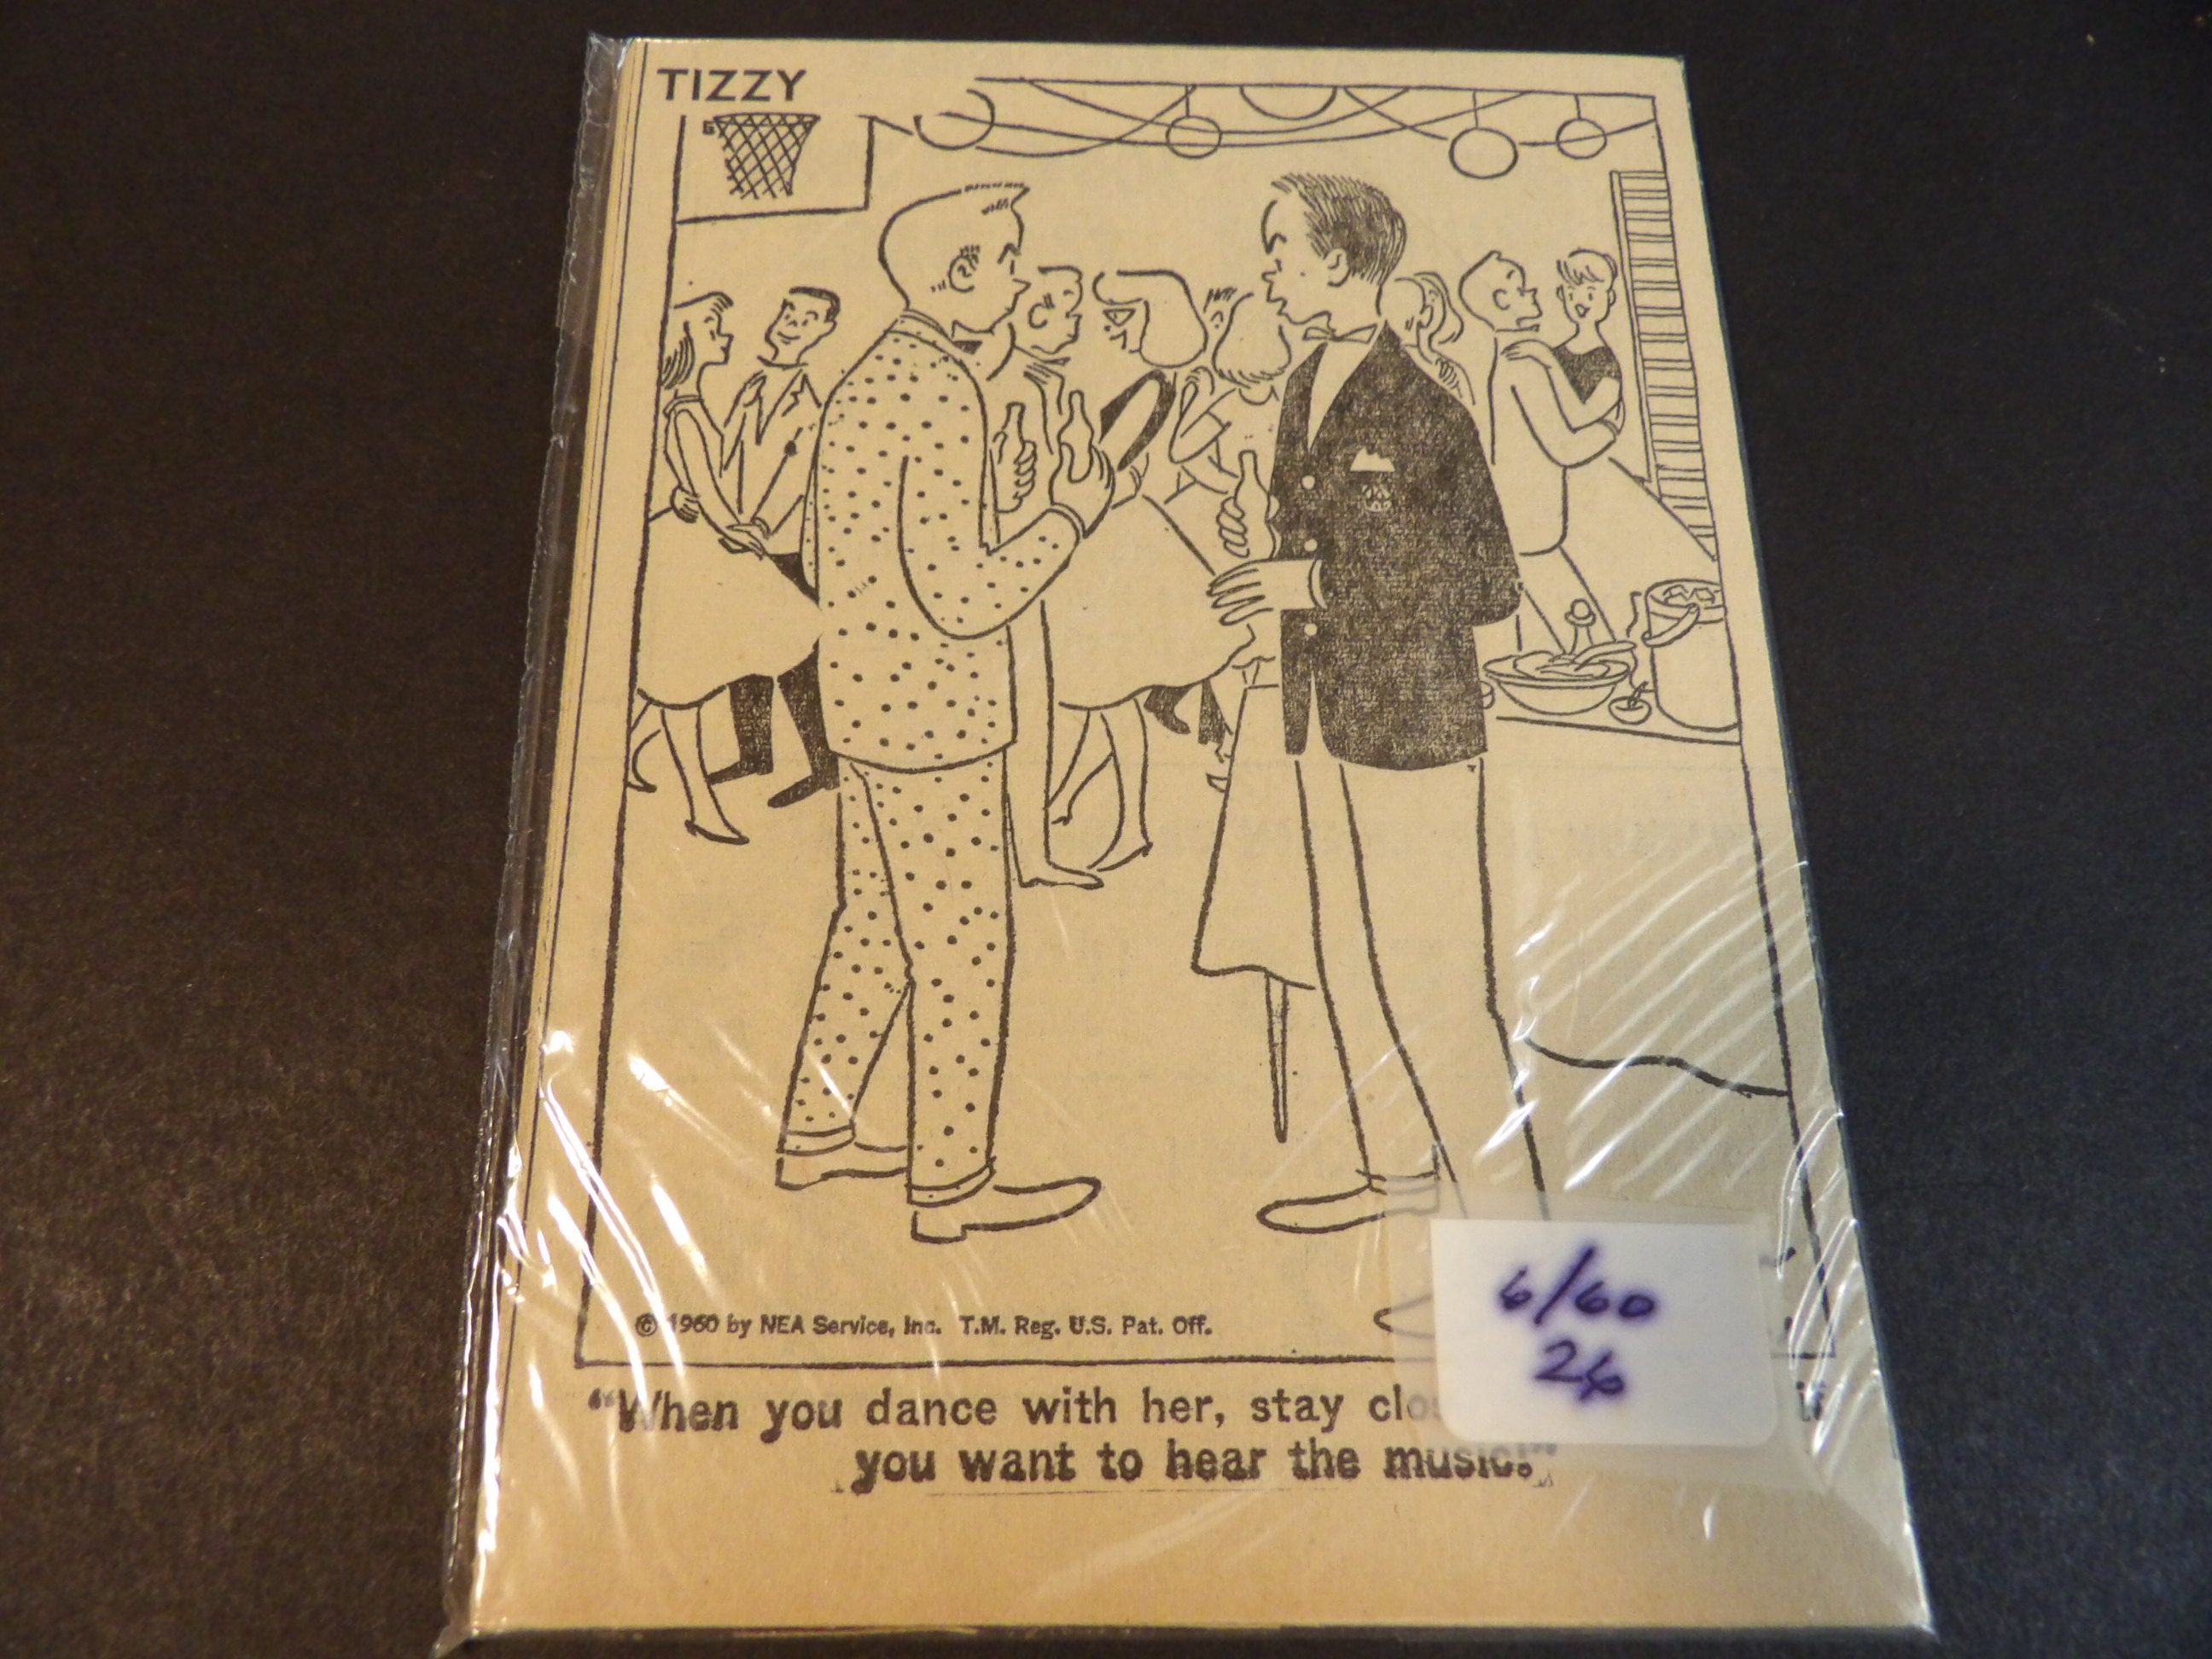 TIZZY
© 1960 by NEA Service, Inc. T.M. Reg. U.S. Pat. Off.
6/60
26
"When you dance with her, stay
you want to hear the music!"